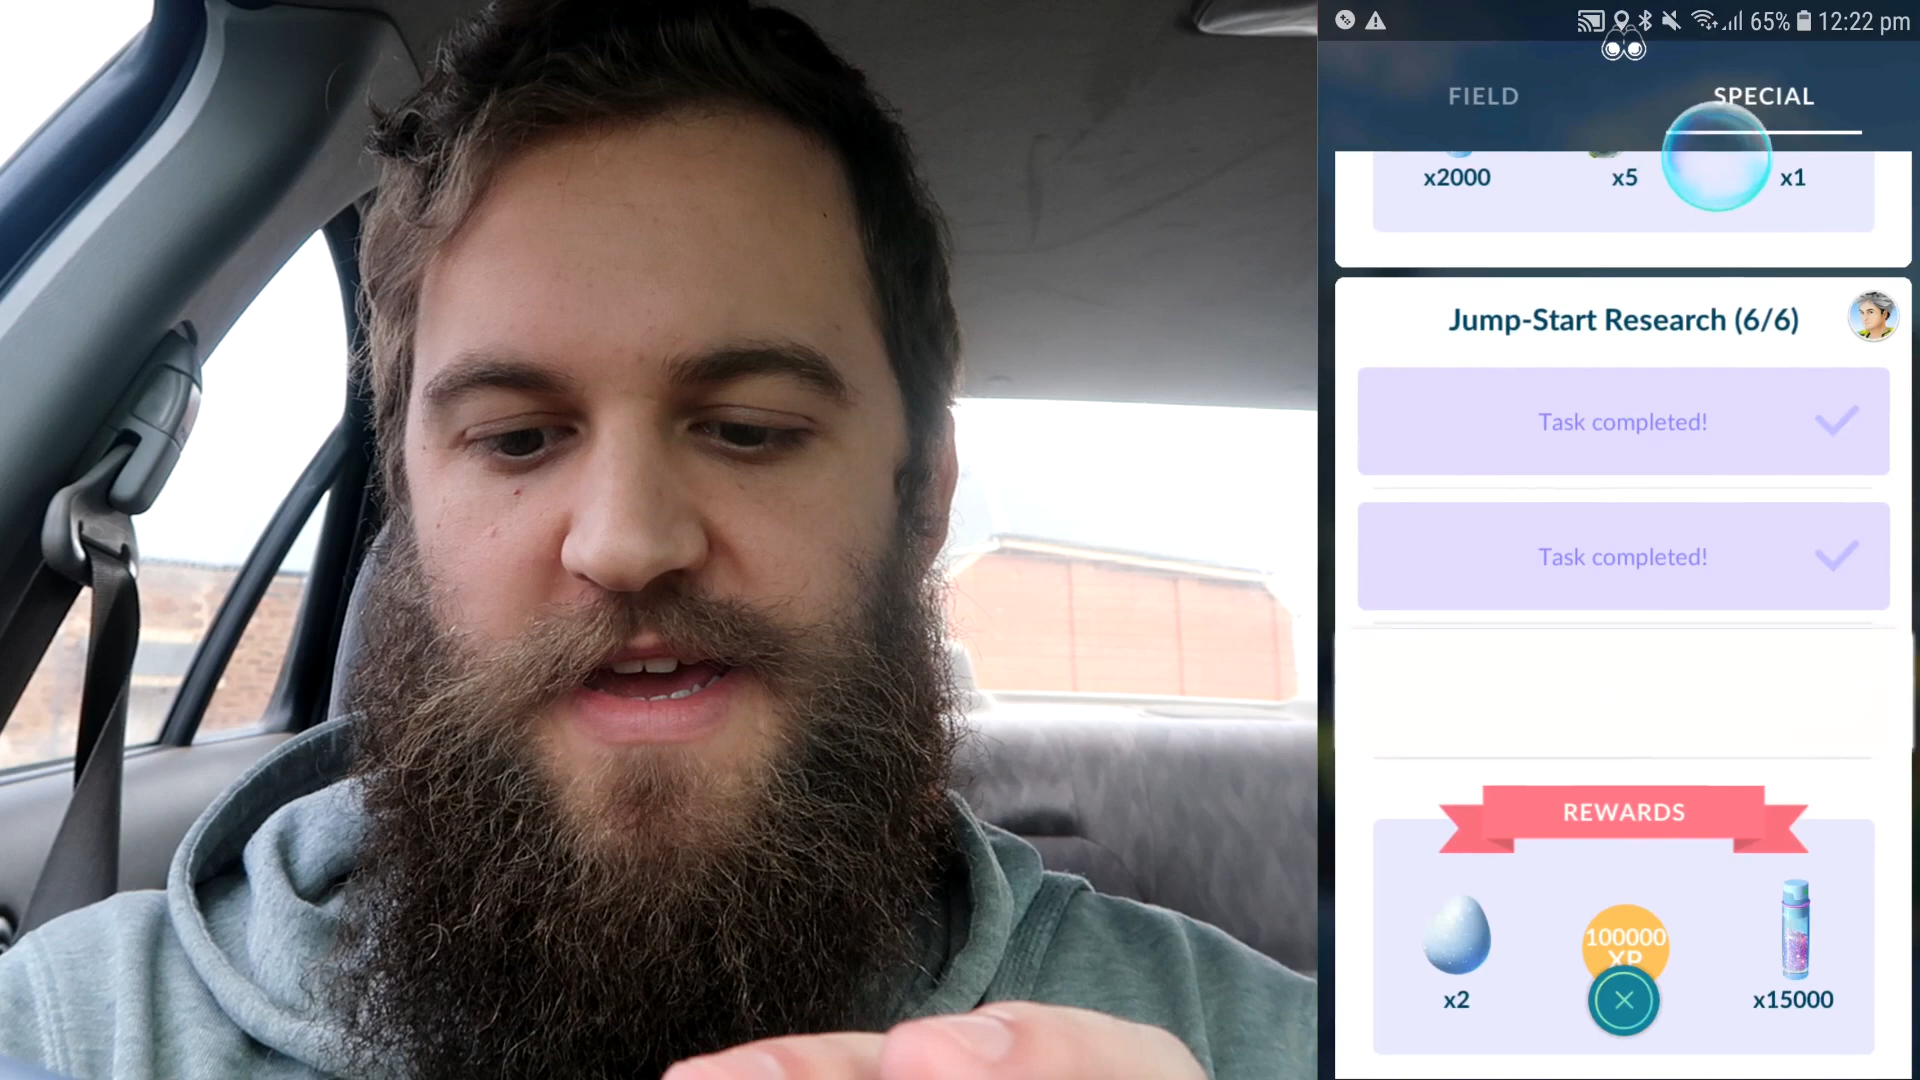 65% 12:22 pm
FIELD SPECIAL
x2000 x5 x1
Jump-Start Research (6/6)
Task completed!
Task completed!
REWARDS
100000
XP
x2 x15000